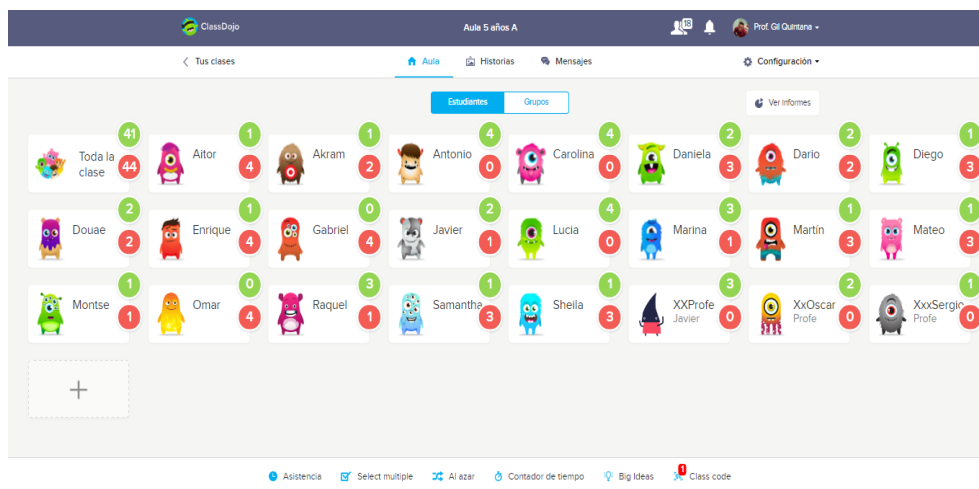 ClassDojo
Aula 5 años A
18
Prof. Gil Quintana
Tus clases
Aula
Historias
Mensajes
Configuración
Estudiantes
Grupos
Ver informes
Toda la clase 41 44
Aitor 1 4
Akram 1 2
Antonio 4 0
Carolina 4 0
Daniela 2 3
Dario 2 2
Diego 1 3
Douae 2 2
Enrique 1 4
Gabriel 0 4
Javier 2 1
Lucia 4 0
Marina 3 1
Martín 1 3
Mateo 1 3
Montse 1 1
Omar 0 4
Raquel 3 1
Samantha 1 3
Sheila 1 3
XXProfe Javier 3 0
XxOscar Profe 2 0
XxxSergio Profe 1 0
Asistencia
Select multiple
Al azar
Contador de tiempo
Big Ideas
1
Class code